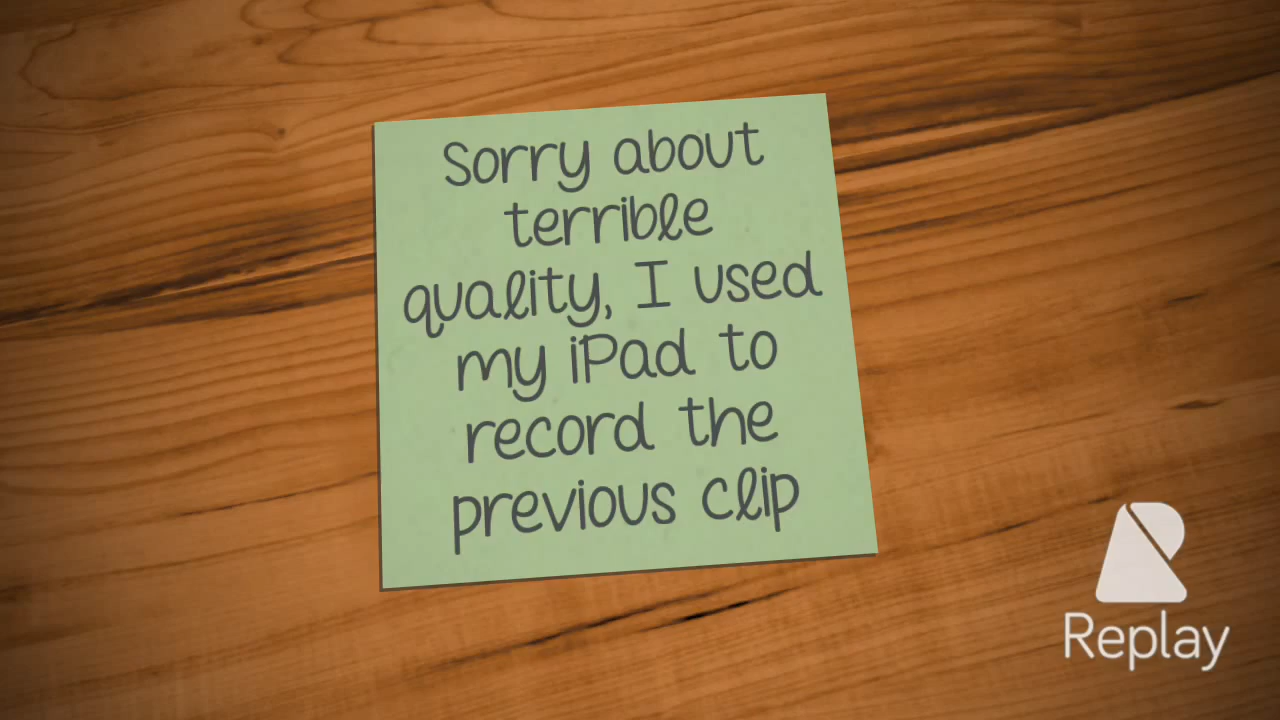 Sorry about
terrible
quality, I used
my iPad to
record the
previous clip
Replay